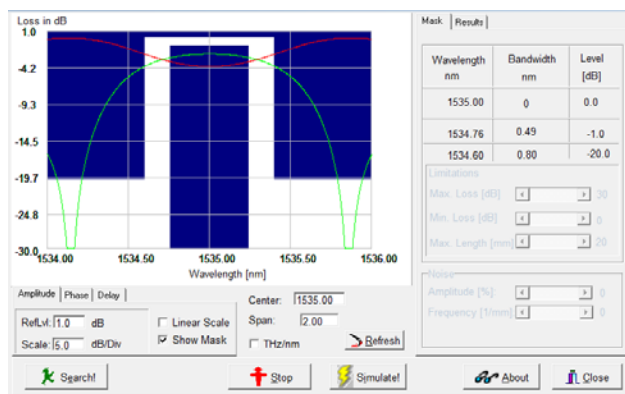 Loss in dB
1.0
-4.2
-9.3
-14.5
-19.7
-24.8
-30.0
1534.00 1534.50 1535.00 1535.50 1536.00
Wavelength [nm]
Amplitude Phase Delay
RefLvl: 1.0 dB
Scale: 5.0 dB/Div
Linear Scale
Show Mask
Center: 1535.00
Span: 2.00
THz/nm
Refresh
Mask Results
Wavelength nm Bandwidth nm Level [dB]
1535.00 0 0.0
1534.76 0.49 -1.0
1534.60 0.80 -20.0
Limitations
Max. Loss [dB] 30
Min. Loss [dB] 0
Max. Length [mm] 20
Noise
Amplitude [%]: 0
Frequency [1/mm]: 0
Search! Stop Simulate! About Close